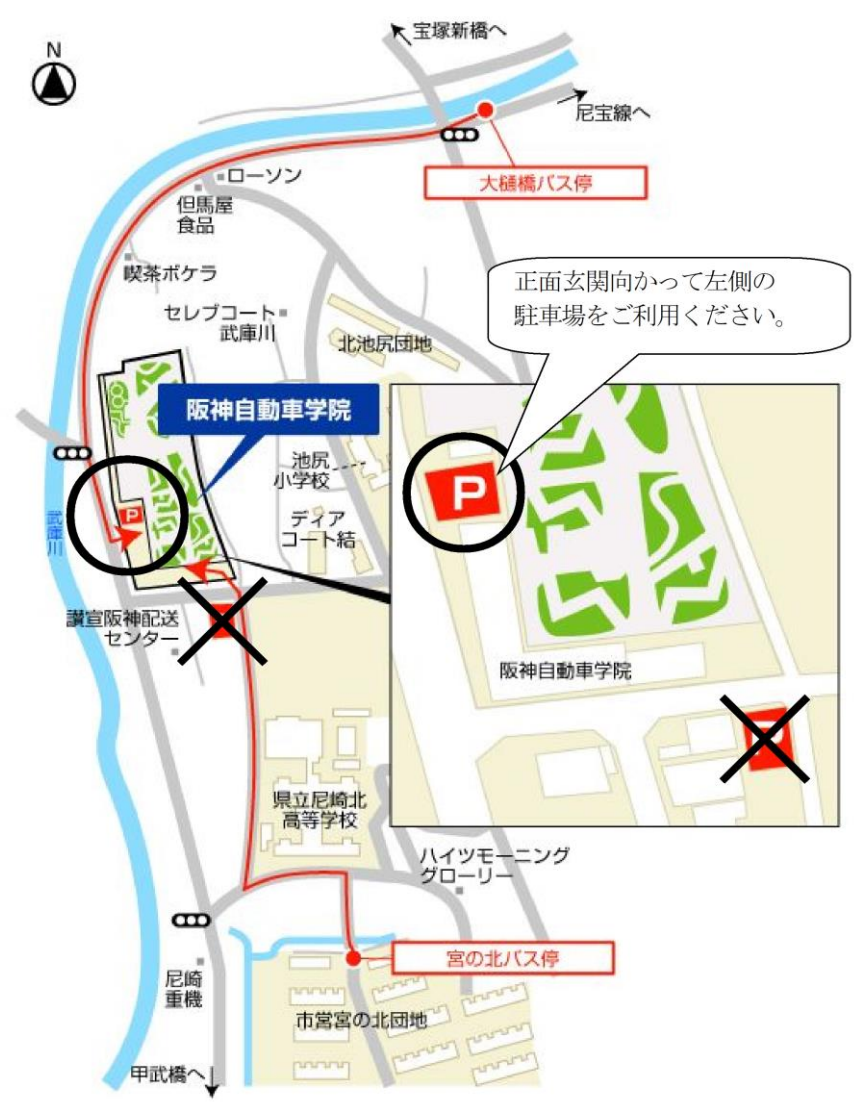 宝塚新橋へ
N
尼宝線へ
ローソン
大樋橋バス停
但馬屋
食品
喫茶ポケラ
正面玄関向かって左側の
駐車場をご利用ください。
セレブコート
武庫川
北池尻団地
阪神自動車学院
池尻
小学校
P
P
ディア
コート結
武庫川
讃宣阪神配送
センター
阪神自動車学院
P
県立尼崎北
高等学校
ハイツモーニング
グローリー
宮の北バス停
尼崎
重機
市営宮の北団地
甲武橋へ